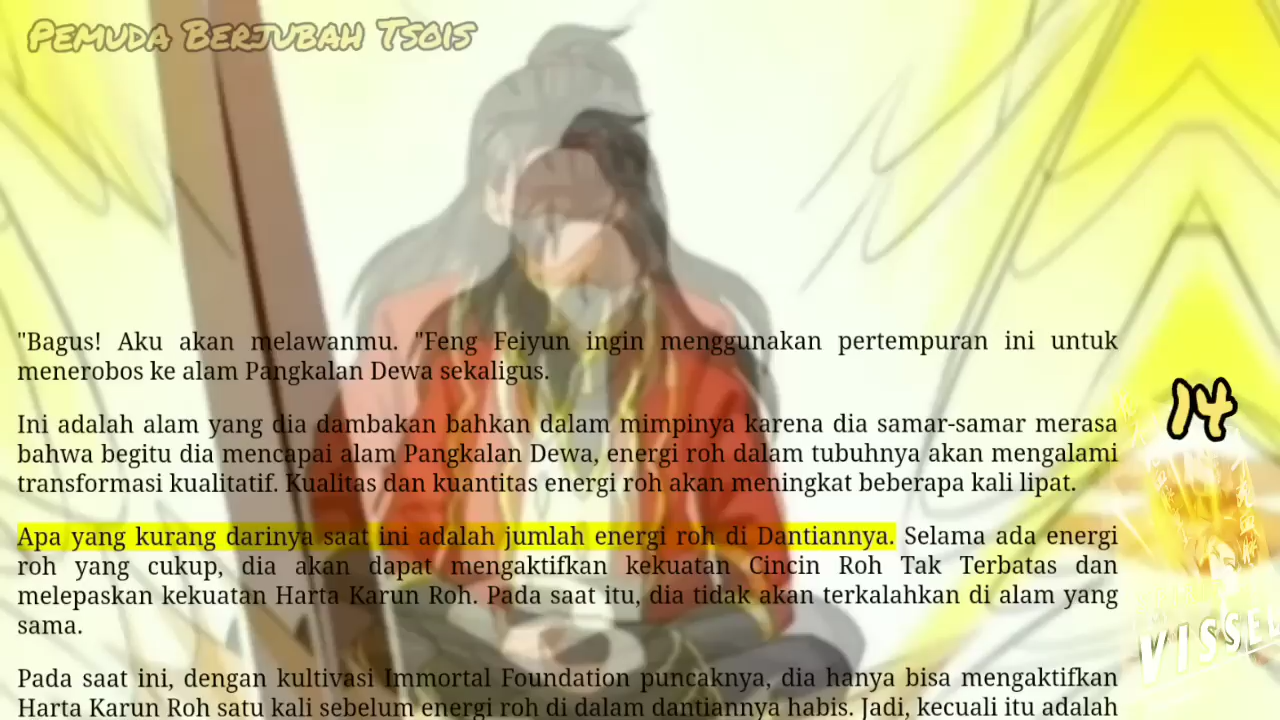 Pemuda Berjubah Tsois
"Bagus! Aku akan melawanmu. "Feng Feiyun ingin menggunakan pertempuran ini untuk
menerobos ke alam Pangkalan Dewa sekaligus.
Ini adalah alam yang dia dambakan bahkan dalam mimpinya karena dia samar-samar merasa
bahwa begitu dia mencapai alam Pangkalan Dewa, energi roh dalam tubuhnya akan mengalami
transformasi kualitatif. Kualitas dan kuantitas energi roh akan meningkat beberapa kali lipat.
14
Apa yang kurang darinya saat ini adalah jumlah energi roh di Dantiannya. Selama ada energi
roh yang cukup, dia akan dapat mengaktifkan kekuatan Cincin Roh Tak Terbatas dan
melepaskan kekuatan Harta Karun Roh. Pada saat itu, dia tidak akan terkalahkan di alam yang
sama.
Pada saat ini, dengan kultivasi Immortal Foundation puncaknya, dia hanya bisa mengaktifkan
Harta Karun Roh satu kali sebelum energi roh di dalam dantiannya habis. Jadi, kecuali itu adalah